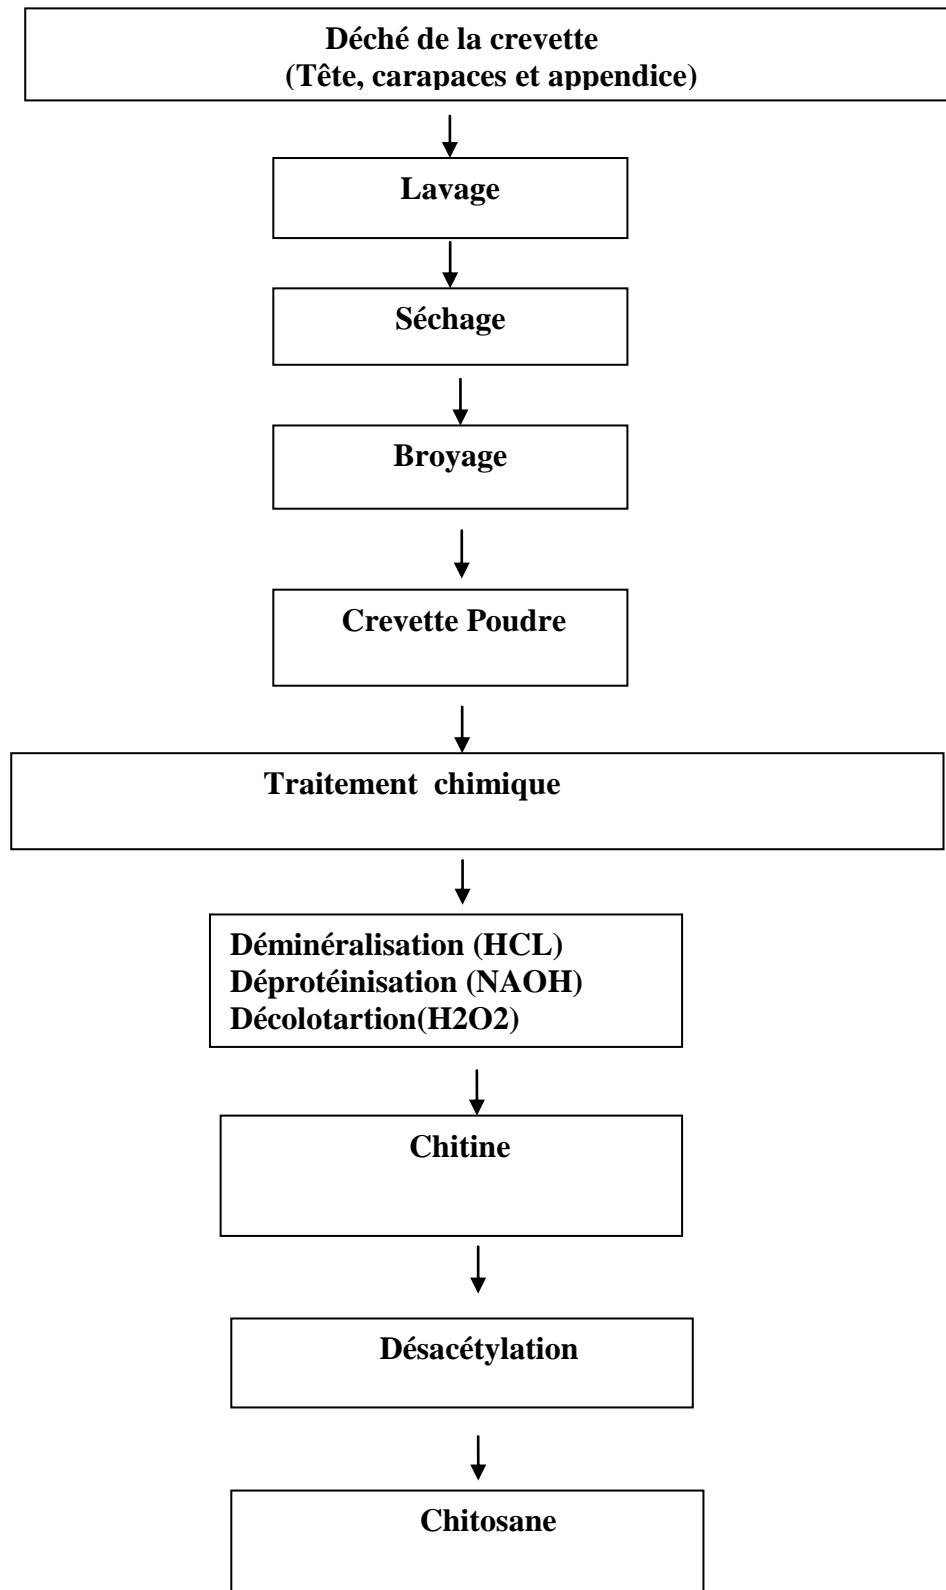 Déché de la crevette
(Tête, carapaces et appendice)
Lavage
Séchage
Broyage
Crevette Poudre
Traitement chimique
Déminéralisation (HCL)
Déprotéinisation (NAOH)
Décolotartion(H2O2)
Chitine
Désacétylation
Chitosane